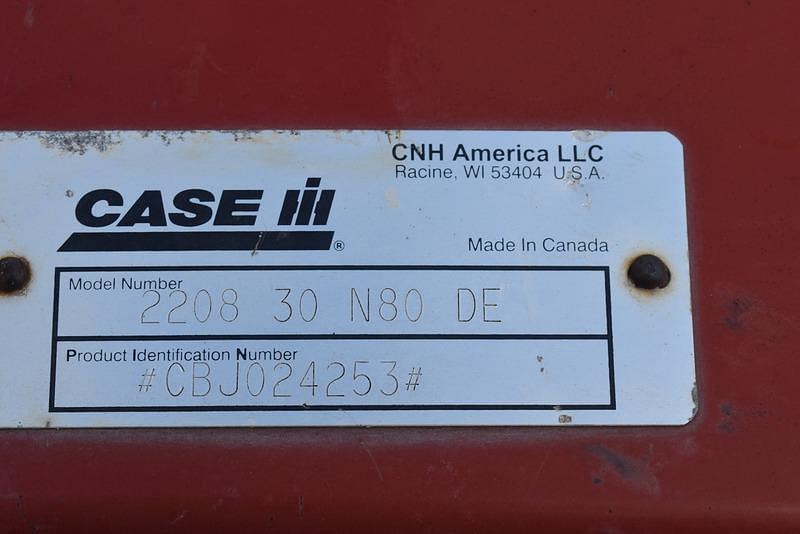 CNH America LLC
Racine, WI 53404 U.S.A.
CASE IH
®
Made In Canada
Model Number
2208 30 N80 DE
Product Identification Number
#CBJ024253#